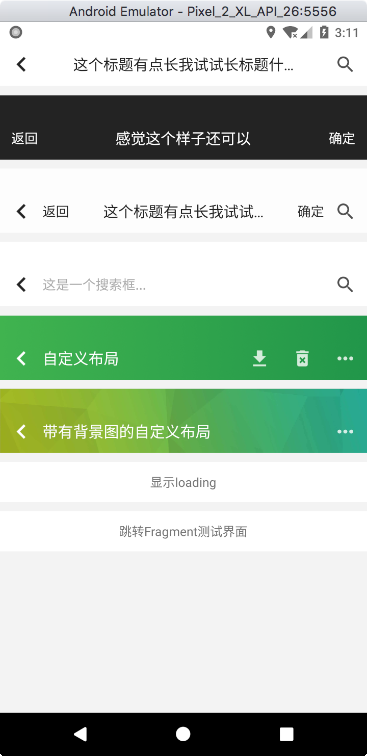 Android Emulator - Pixel_2_XL_API_26:5556
3:11
这个标题有点长我试试长标题什...
返回 感觉这个样子还可以 确定
返回 这个标题有点长我试试... 确定
这是一个搜索框...
自定义布局
带有背景图的自定义布局
显示loading
跳转Fragment测试界面